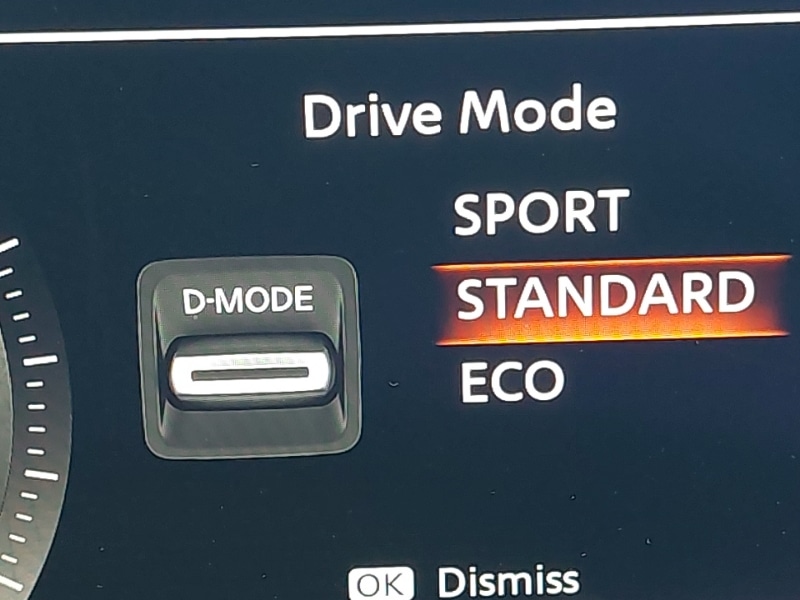 Drive Mode
SPORT
D-MODE
STANDARD
ECO
OK Dismiss